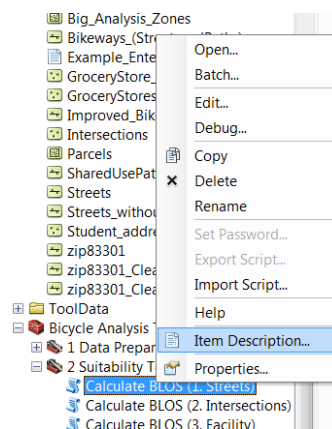 Big_Analysis_Zones
Bikeways_(Str
Example_Ente
GroceryStore_
GroceryStores
Improved_Bik
Intersections
Parcels
SharedUsePat
Streets
Streets_withou
Student_addre
zip83301
zip83301_Clea
zip83301_Clea
ToolData
Bicycle Analysis T
1 Data Prepar
2 Suitability T
Calculate BLOS (1. Streets)
Calculate BLOS (2. Intersections)
Calculate BLOS (3. Facility)
Open...
Batch...
Edit...
Debug...
Copy
Delete
Rename
Set Password...
Export Script...
Import Script...
Help
Item Description...
Properties...